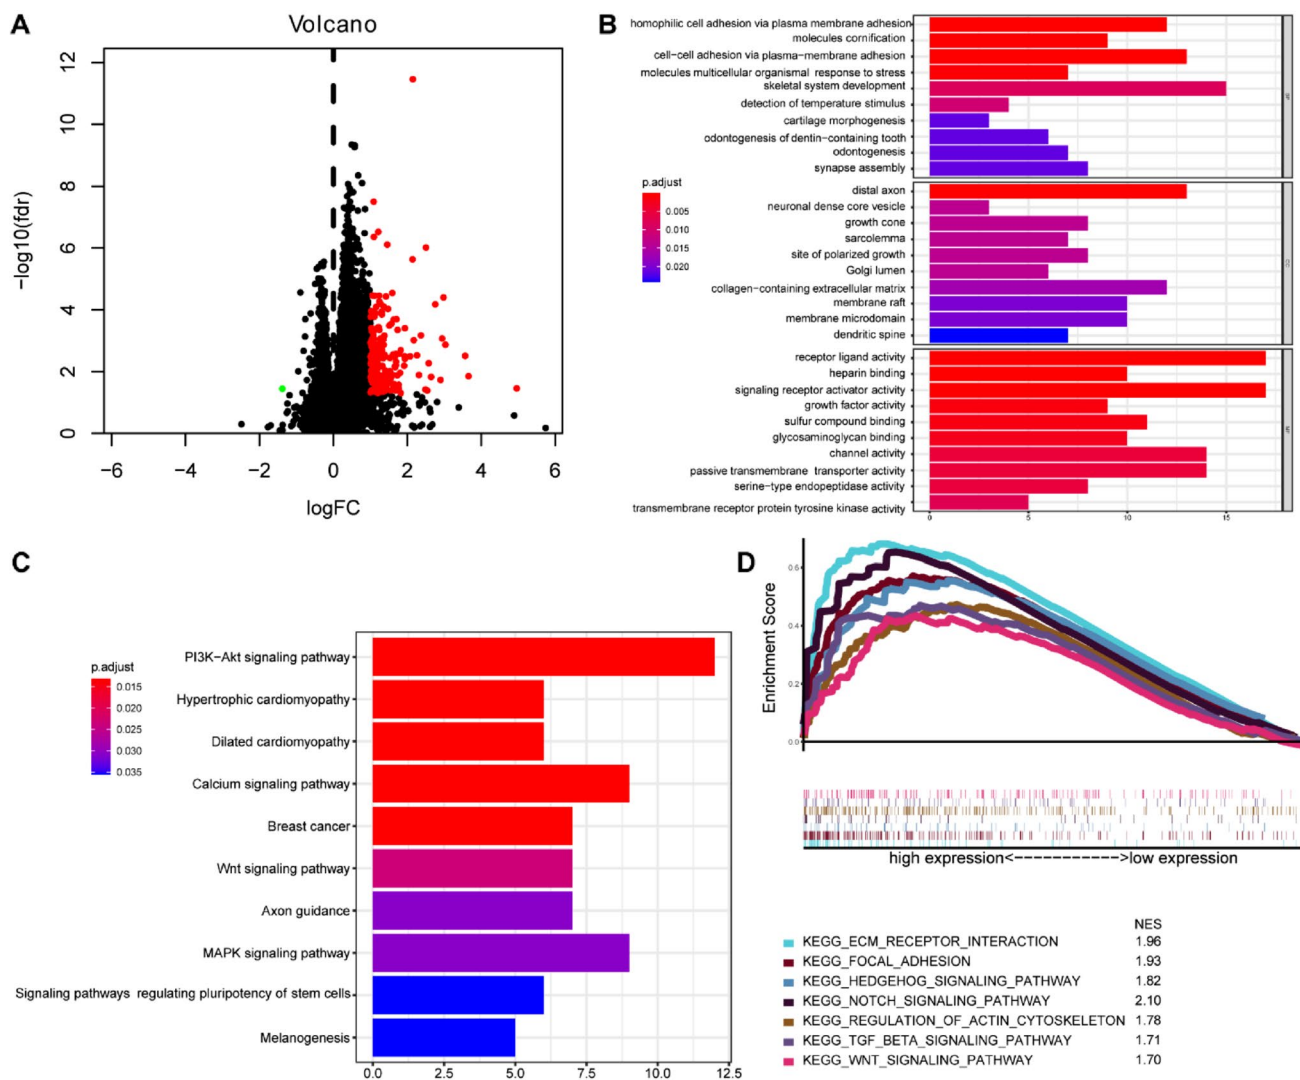 A
Volcano
12
10
8
6
4
2
0
−log10(fdr)
−6
−4
−2
0
2
4
6
logFC
B
homophilic cell adhesion via plasma membrane adhesion
molecules cornification
cell−cell adhesion via plasma−membrane adhesion
molecules multicellular organismal response to stress
skeletal system development
detection of temperature stimulus
cartilage morphogenesis
odontogenesis of dentin−containing tooth
odontogenesis
synapse assembly
BP
p.adjust
0.005
0.010
0.015
0.020
distal axon
neuronal dense core vesicle
growth cone
sarcolemma
site of polarized growth
Golgi lumen
collagen−containing extracellular matrix
membrane raft
membrane microdomain
dendritic spine
CC
receptor ligand activity
heparin binding
signaling receptor activator activity
growth factor activity
sulfur compound binding
glycosaminoglycan binding
channel activity
passive transmembrane transporter activity
serine−type endopeptidase activity
transmembrane receptor protein tyrosine kinase activity
MF
0
5
10
15
C
p.adjust
0.015
0.020
0.025
0.030
0.035
PI3K−Akt signaling pathway
Hypertrophic cardiomyopathy
Dilated cardiomyopathy
Calcium signaling pathway
Breast cancer
Wnt signaling pathway
Axon guidance
MAPK signaling pathway
Signaling pathways regulating pluripotency of stem cells
Melanogenesis
0.0
2.5
5.0
7.5
10.0
12.5
D
Enrichment Score
0.6
0.4
0.2
0.0
high expression<------------->low expression
NES
KEGG_ECM_RECEPTOR_INTERACTION 1.96
KEGG_FOCAL_ADHESION 1.93
KEGG_HEDGEHOG_SIGNALING_PATHWAY 1.82
KEGG_NOTCH_SIGNALING_PATHWAY 2.10
KEGG_REGULATION_OF_ACTIN_CYTOSKELETON 1.78
KEGG_TGF_BETA_SIGNALING_PATHWAY 1.71
KEGG_WNT_SIGNALING_PATHWAY 1.70